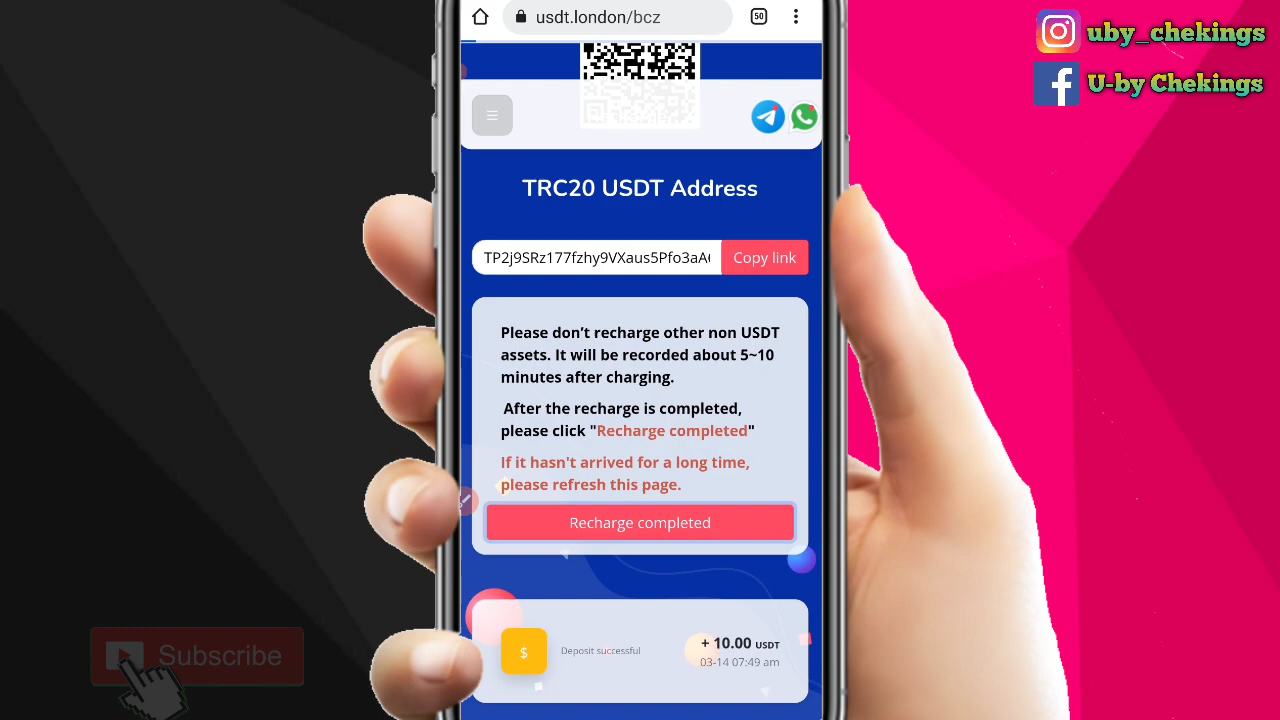 usdt.london/bcz
50
uby_chekings
U-by Chekings
TRC20 USDT Address
TP2j9SRz177fzhy9VXaus5Pfo3aA
Copy link
Please don’t recharge other non USDT
assets. It will be recorded about 5~10
minutes after charging.
After the recharge is completed,
please click "Recharge completed"
If it hasn't arrived for a long time,
please refresh this page.
Recharge completed
$
Deposit successful
+ 10.00 USDT
03-14 07:49 am
Subscribe